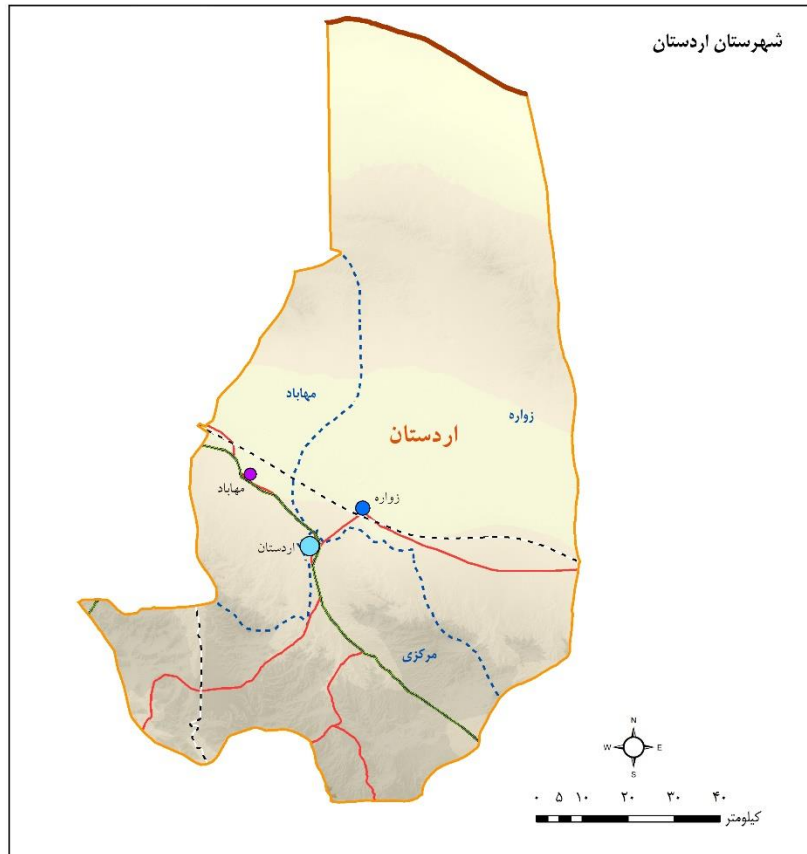 شهرستان اردستان
مهاباد
زواره
اردستان
مهاباد
زواره
اردستان
مرکزی
N
W E
S
۰ ۵ ۱۰ ۲۰ ۳۰ ۴۰
کیلومتر